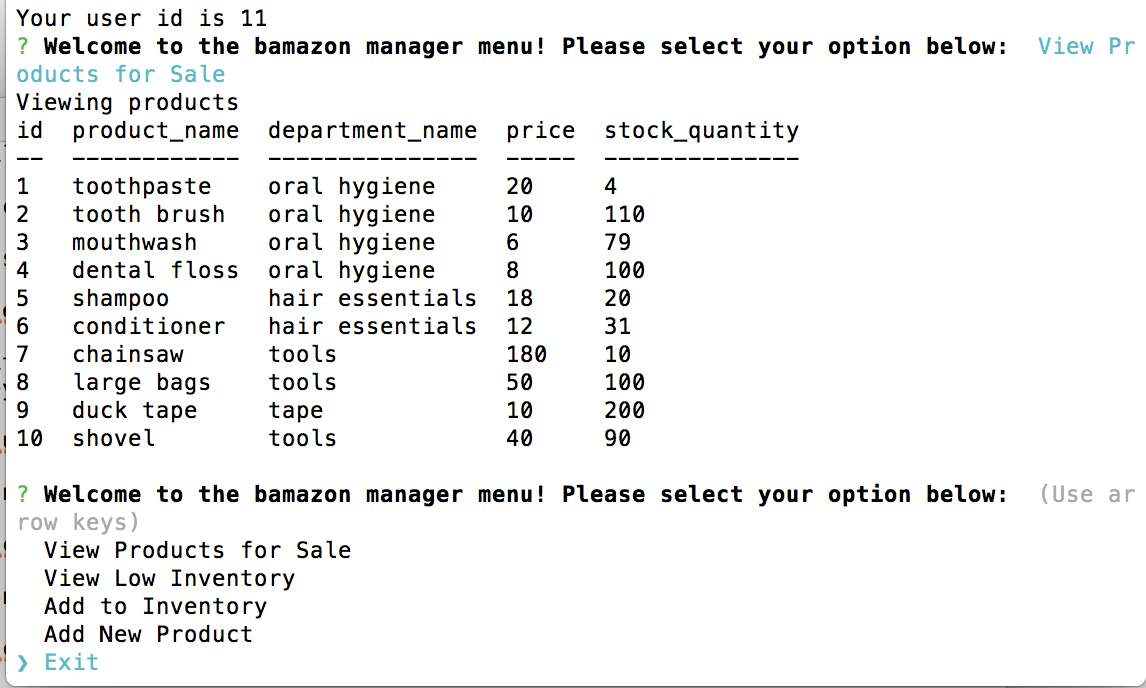 Your user id is 11
? Welcome to the bamazon manager menu! Please select your option below:  View Pr
oducts for Sale
Viewing products
id  product_name  department_name  price  stock_quantity
--  ------------  ---------------  -----  --------------
1   toothpaste    oral hygiene     20     4
2   tooth brush   oral hygiene     10     110
3   mouthwash     oral hygiene     6      79
4   dental floss  oral hygiene     8      100
5   shampoo       hair essentials  18     20
6   conditioner   hair essentials  12     31
7   chainsaw      tools            180    10
8   large bags    tools            50     100
9   duck tape     tape             10     200
10  shovel        tools            40     90
? Welcome to the bamazon manager menu! Please select your option below:  (Use ar
row keys)
  View Products for Sale
  View Low Inventory
  Add to Inventory
  Add New Product
❯ Exit